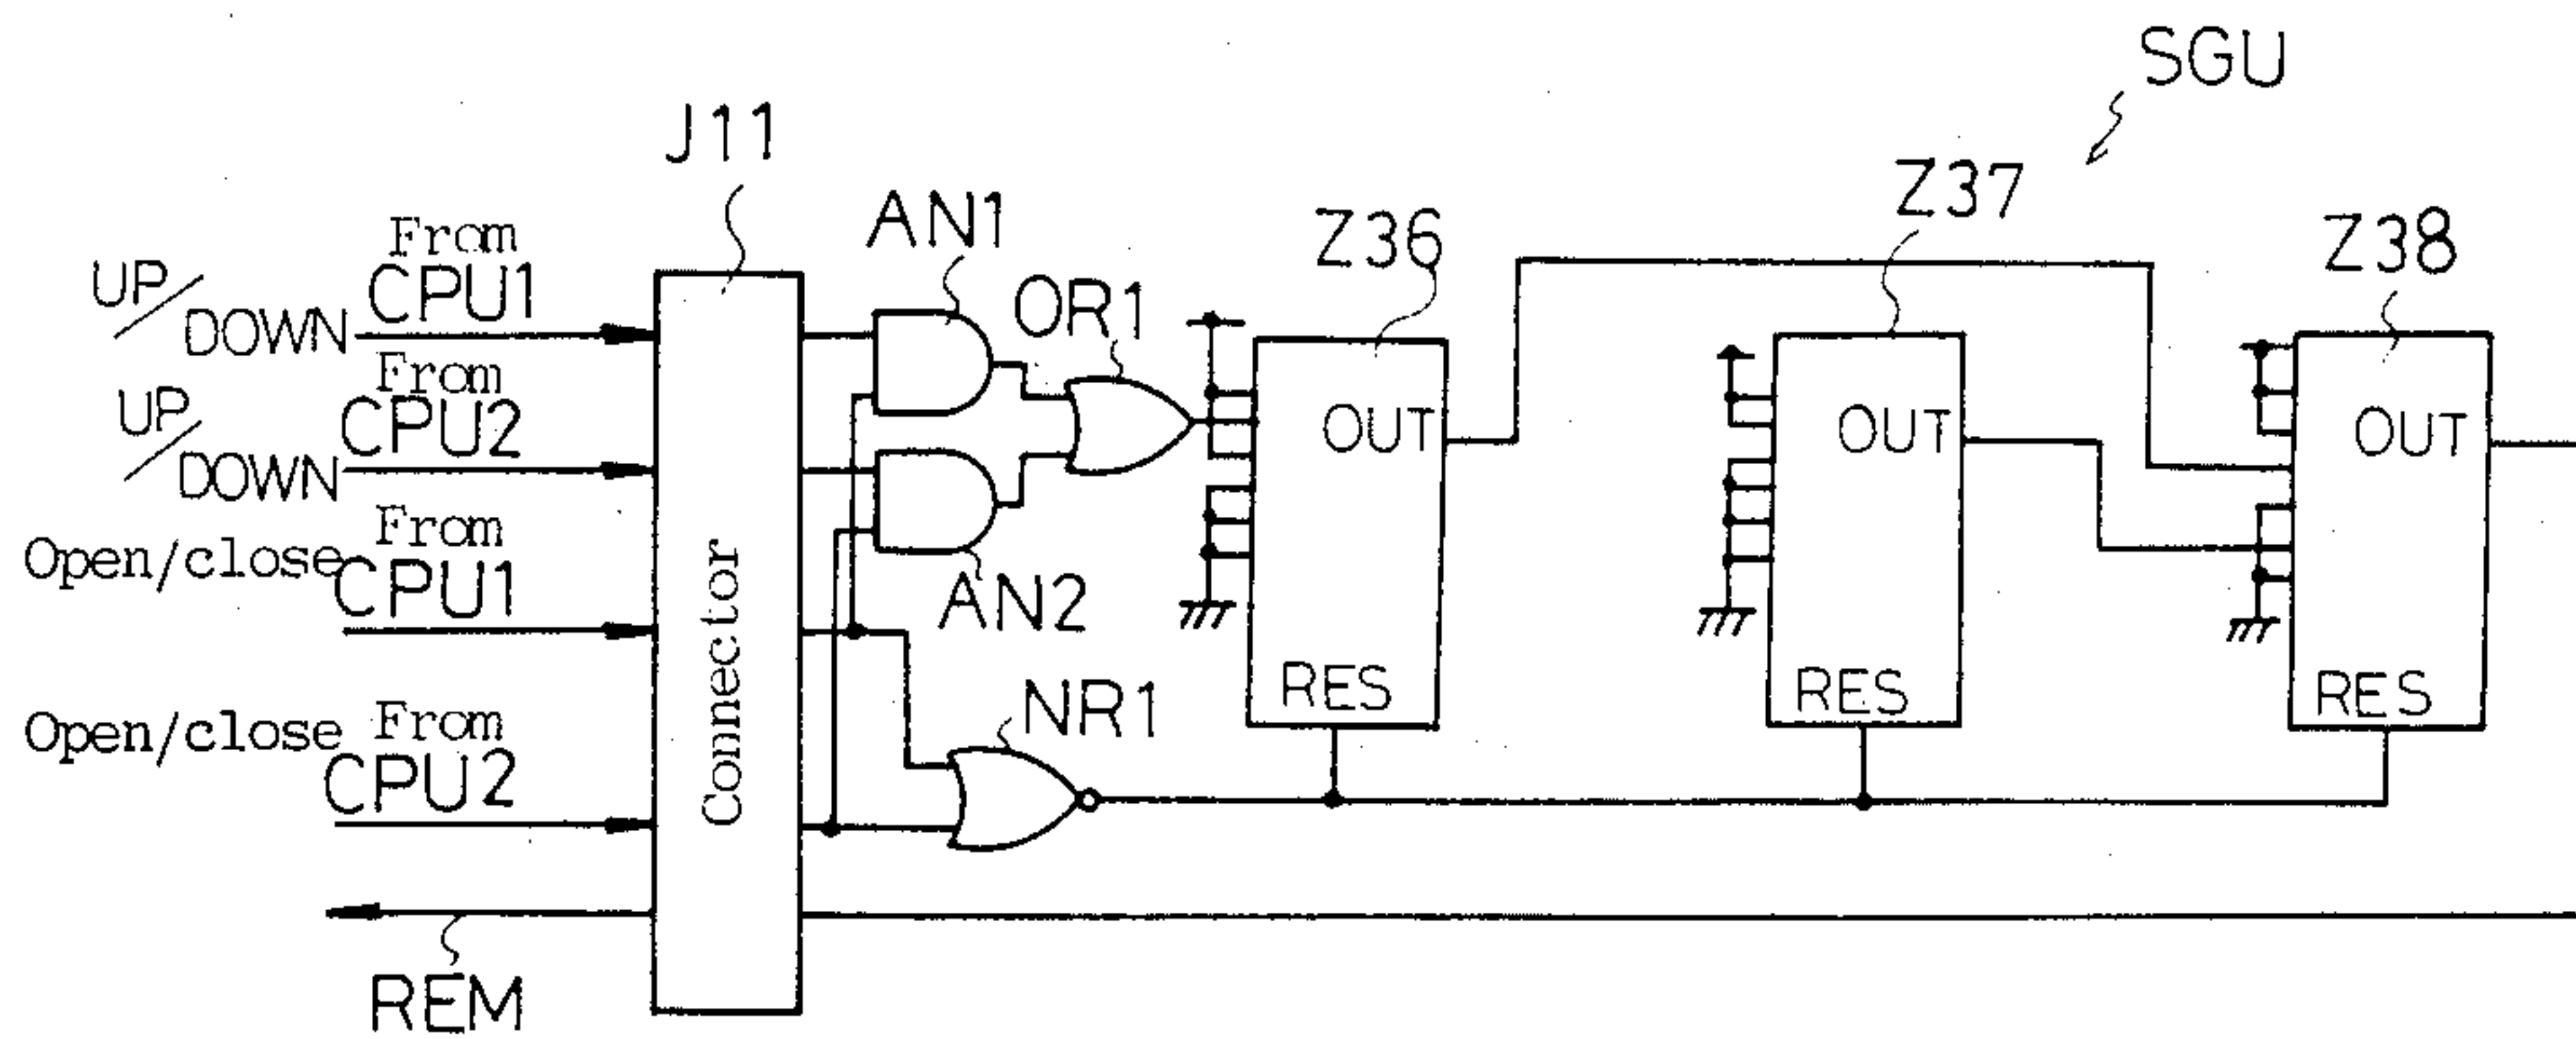 SGU
J11
Z37
AN1
Z36
Z38
From
UP/
CPU1
OR1
DOWN
From
UP/
CPU2
OUT
OUT
OUT
DOWN
From
Open/close
CPU1
AN2
Connector
RES
RES
RES
NR1
From
Open/close
CPU2
REM